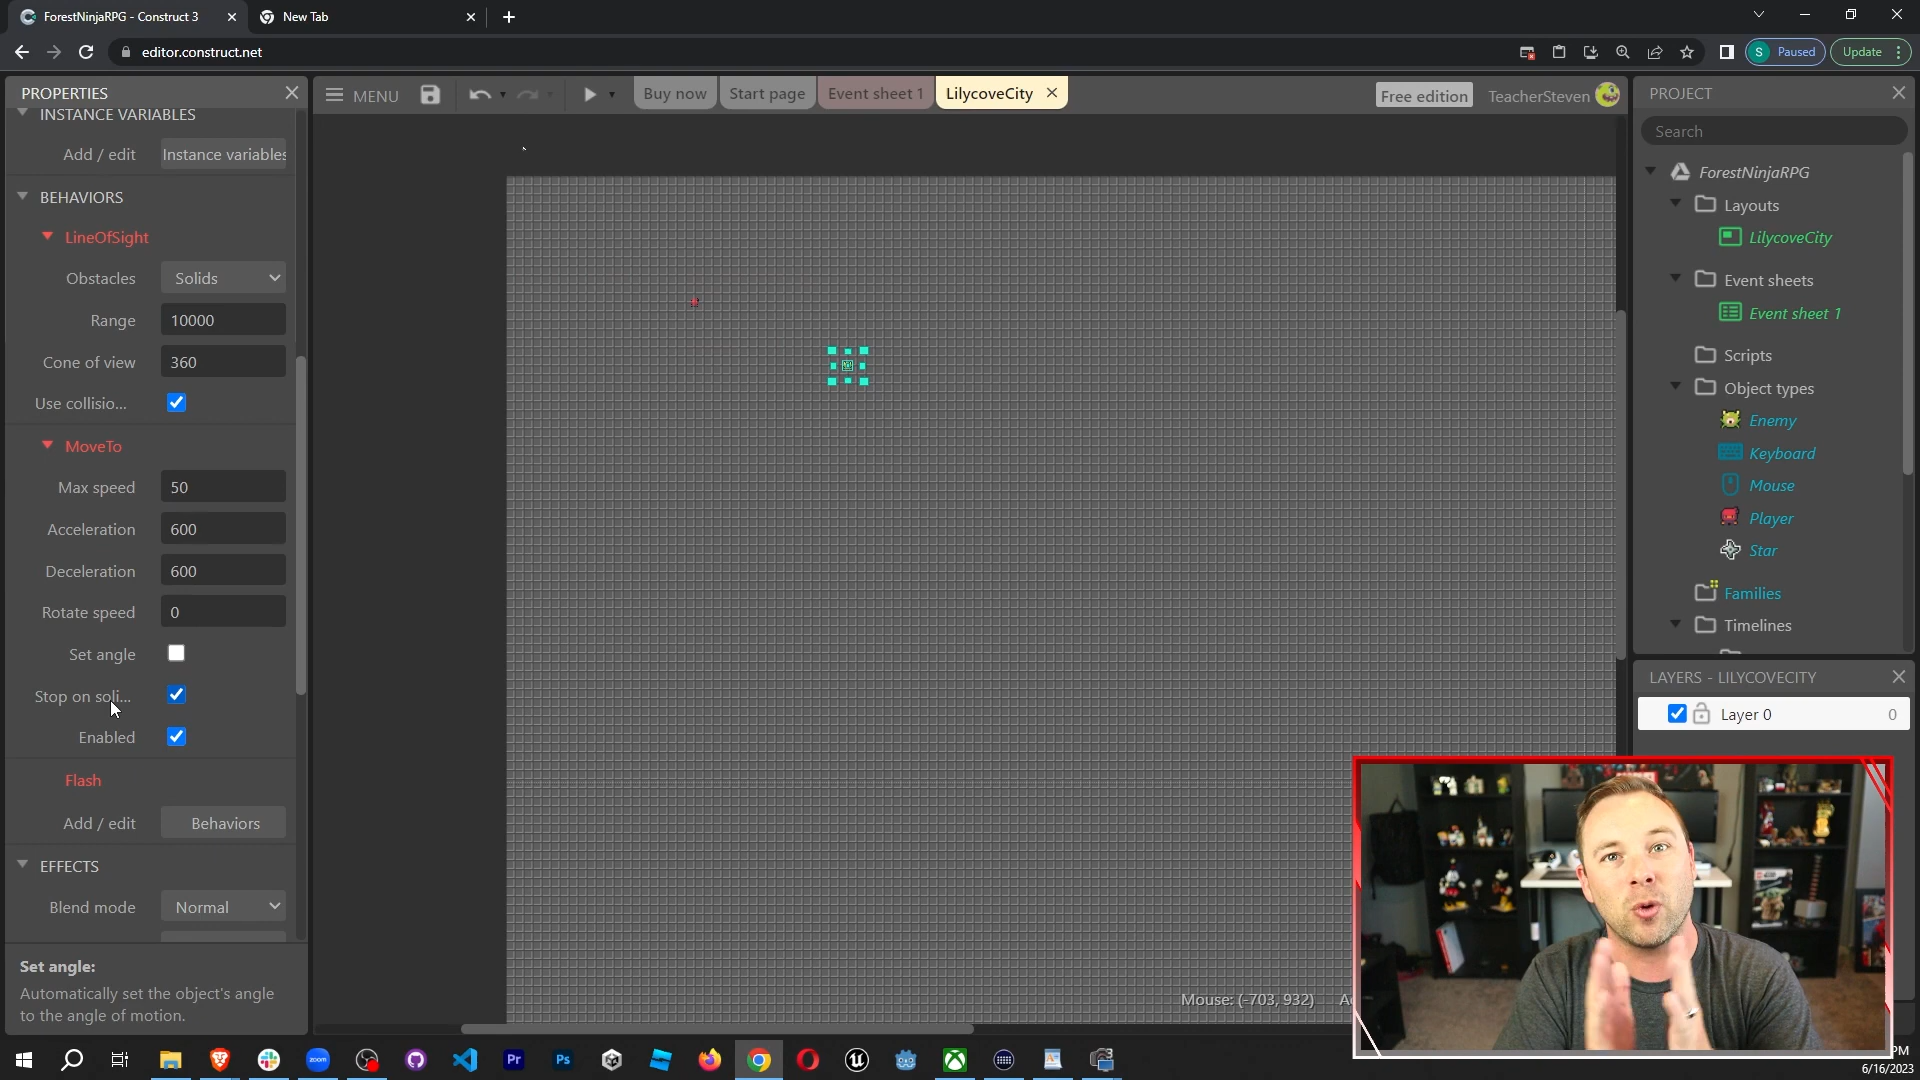 ForestNinjaRPG - Construct 3
New Tab
editor.construct.net
S Paused
Update
PROPERTIES
MENU
Buy now
Start page
Event sheet 1
LilycoveCity
Free edition
TeacherSteven
PROJECT
INSTANCE VARIABLES
Add / edit Instance variables
BEHAVIORS
LineOfSight
Obstacles Solids
Range 10000
Cone of view 360
Use collisio...
MoveTo
Max speed 50
Acceleration 600
Deceleration 600
Rotate speed 0
Set angle
Stop on soli...
Enabled
Flash
Add / edit Behaviors
EFFECTS
Blend mode Normal
Set angle:
Automatically set the object's angle
to the angle of motion.
Mouse: (-703, 932)
Search
ForestNinjaRPG
Layouts
LilycoveCity
Event sheets
Event sheet 1
Scripts
Object types
Enemy
Keyboard
Mouse
Player
Star
Families
Timelines
LAYERS - LILYCOVECITY
Layer 0 0
zoom
Pr
Ps
PM
6/16/2023